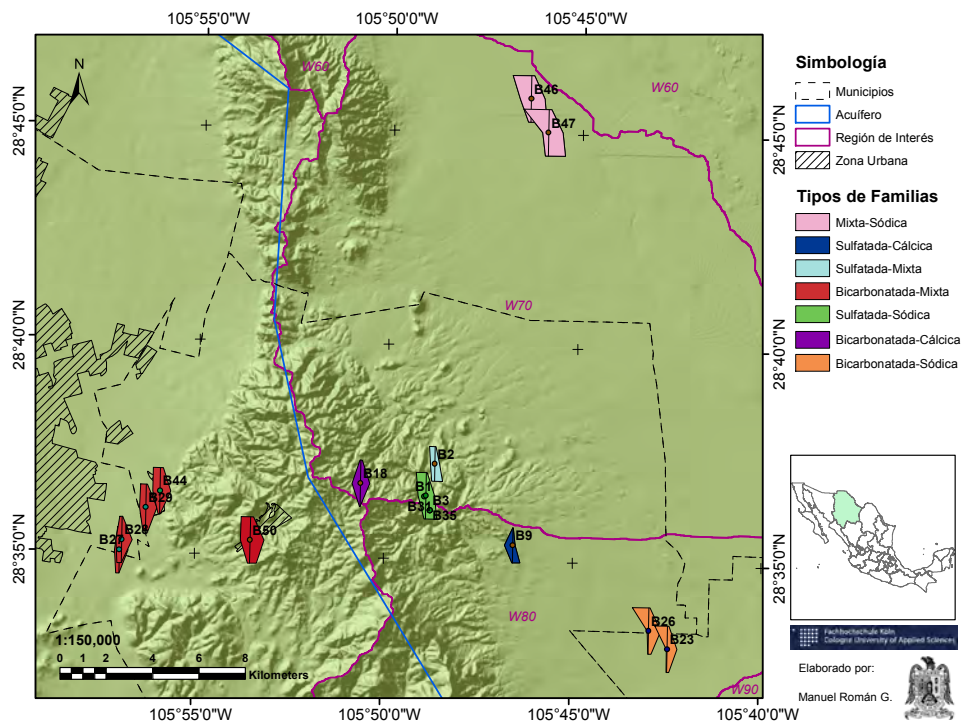 105°55'0"W
105°50'0"W
105°45'0"W
N
W60
W60
B46
B47
28°45'0"N
28°45'0"N
W70
28°40'0"N
28°40'0"N
B2
B18
B1
B3
B31
B35
B44
B29
B28
B27
B50
B9
28°35'0"N
28°35'0"N
W80
B26
B23
W90
1:150,000
0 1 2 4 6 8
Kilometers
105°55'0"W
105°50'0"W
105°45'0"W
105°40'0"W
Simbología
Municipios
Acuífero
Región de Interés
Zona Urbana
Tipos de Familias
Mixta-Sódica
Sulfatada-Cálcica
Sulfatada-Mixta
Bicarbonatada-Mixta
Sulfatada-Sódica
Bicarbonatada-Cálcica
Bicarbonatada-Sódica
Fachhochschule Köln
Cologne University of Applied Sciences
Elaborado por:
Manuel Román G.